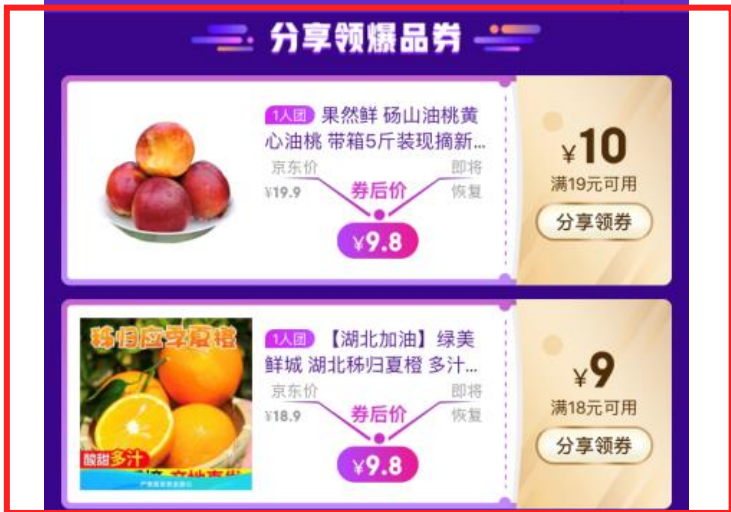 分享领爆品券
1人团 果然鲜 砀山油桃黄
心油桃 带箱5斤装现摘新...
京东价 即将
¥19.9 券后价 恢复
¥9.8
¥10
满19元可用
分享领券
秭归应季夏橙
酸甜多汁
1人团 【湖北加油】绿美
鲜城 湖北秭归夏橙 多汁...
京东价 即将
¥18.9 券后价 恢复
¥9.8
¥9
满18元可用
分享领券